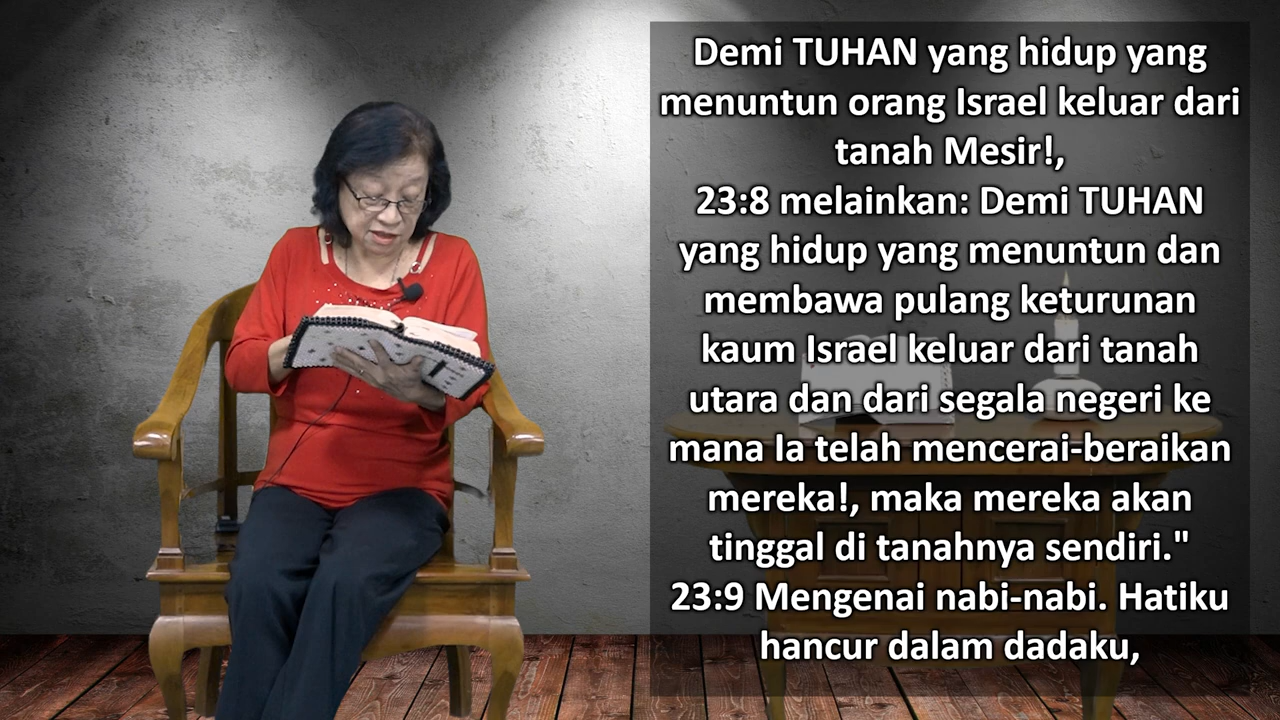 Demi TUHAN yang hidup yang
menuntun orang Israel keluar dari
tanah Mesir!,
23:8 melainkan: Demi TUHAN
yang hidup yang menuntun dan
membawa pulang keturunan
kaum Israel keluar dari tanah
utara dan dari segala negeri ke
mana Ia telah mencerai-beraikan
mereka!, maka mereka akan
tinggal di tanahnya sendiri."
23:9 Mengenai nabi-nabi. Hatiku
hancur dalam dadaku,